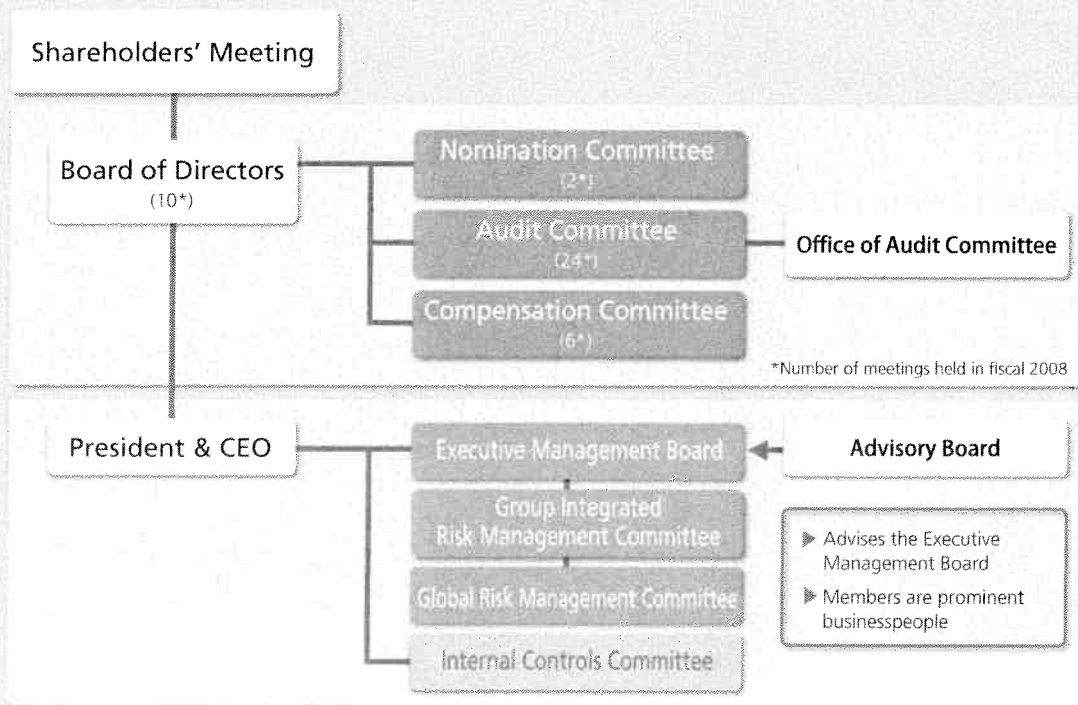 Shareholders' Meeting
Board of Directors
(10*)
Nomination Committee
(2*)
Audit Committee
(24*)
Office of Audit Committee
Compensation Committee
(6*)
*Number of meetings held in fiscal 2008
President & CEO
Executive Management Board
Advisory Board
Group Integrated
Risk Management Committee
Global Risk Management Committee
Internal Controls Committee
▶ Advises the Executive
Management Board
▶ Members are prominent
businesspeople